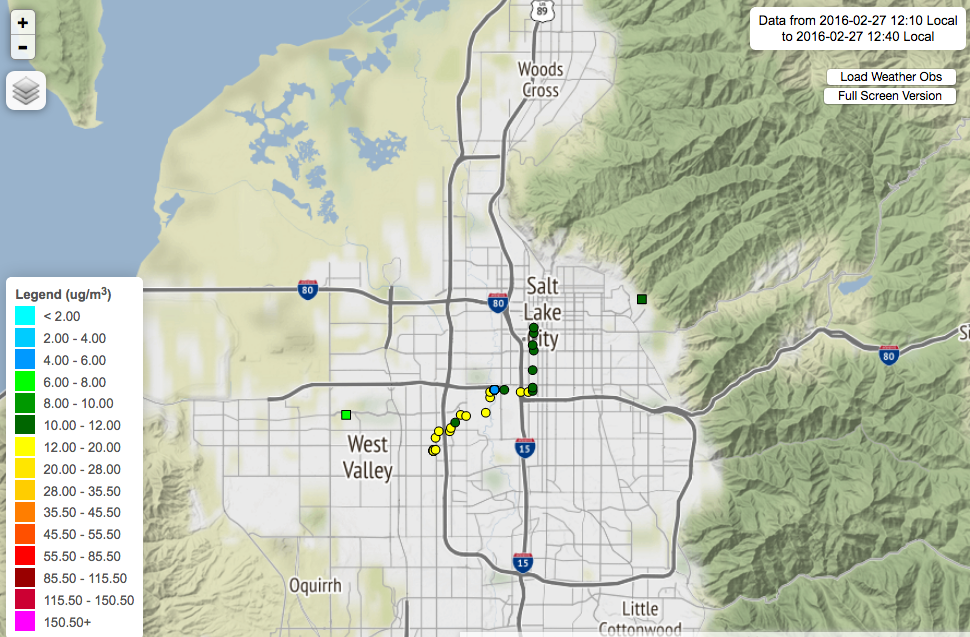 +
-
US
89
Data from 2016-02-27 12:10 Local
to 2016-02-27 12:40 Local
Woods
Cross
Load Weather Obs
Full Screen Version
Legend (ug/m3)
< 2.00
2.00 - 4.00
4.00 - 6.00
6.00 - 8.00
8.00 - 10.00
10.00 - 12.00
12.00 - 20.00
20.00 - 28.00
28.00 - 35.50
35.50 - 45.50
45.50 - 55.50
55.50 - 85.50
85.50 - 115.50
115.50 - 150.50
150.50+
80
80
Salt
Lake
City
80
West
Valley
15
15
Oquirrh
Little
Cottonwood